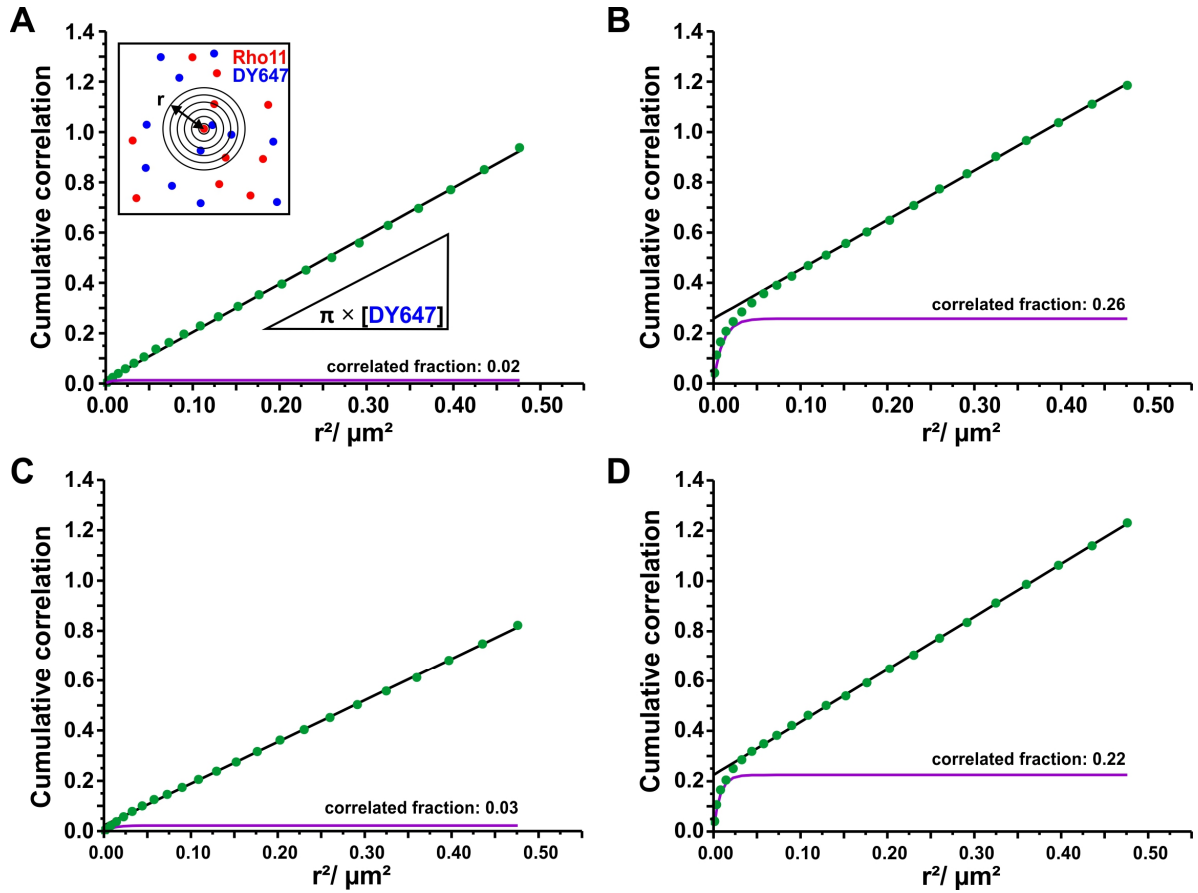 A
Cumulative correlation
1.4
1.2
1.0
0.8
0.6
0.4
0.2
0.0
Rho11
DY647
r
π × [DY647]
correlated fraction: 0.02
0.00 0.10 0.20 0.30 0.40 0.50
r²/ µm²
B
Cumulative correlation
1.4
1.2
1.0
0.8
0.6
0.4
0.2
0.0
correlated fraction: 0.26
0.00 0.10 0.20 0.30 0.40 0.50
r²/ µm²
C
Cumulative correlation
1.4
1.2
1.0
0.8
0.6
0.4
0.2
0.0
correlated fraction: 0.03
0.00 0.10 0.20 0.30 0.40 0.50
r²/ µm²
D
Cumulative correlation
1.4
1.2
1.0
0.8
0.6
0.4
0.2
0.0
correlated fraction: 0.22
0.00 0.10 0.20 0.30 0.40 0.50
r²/ µm²